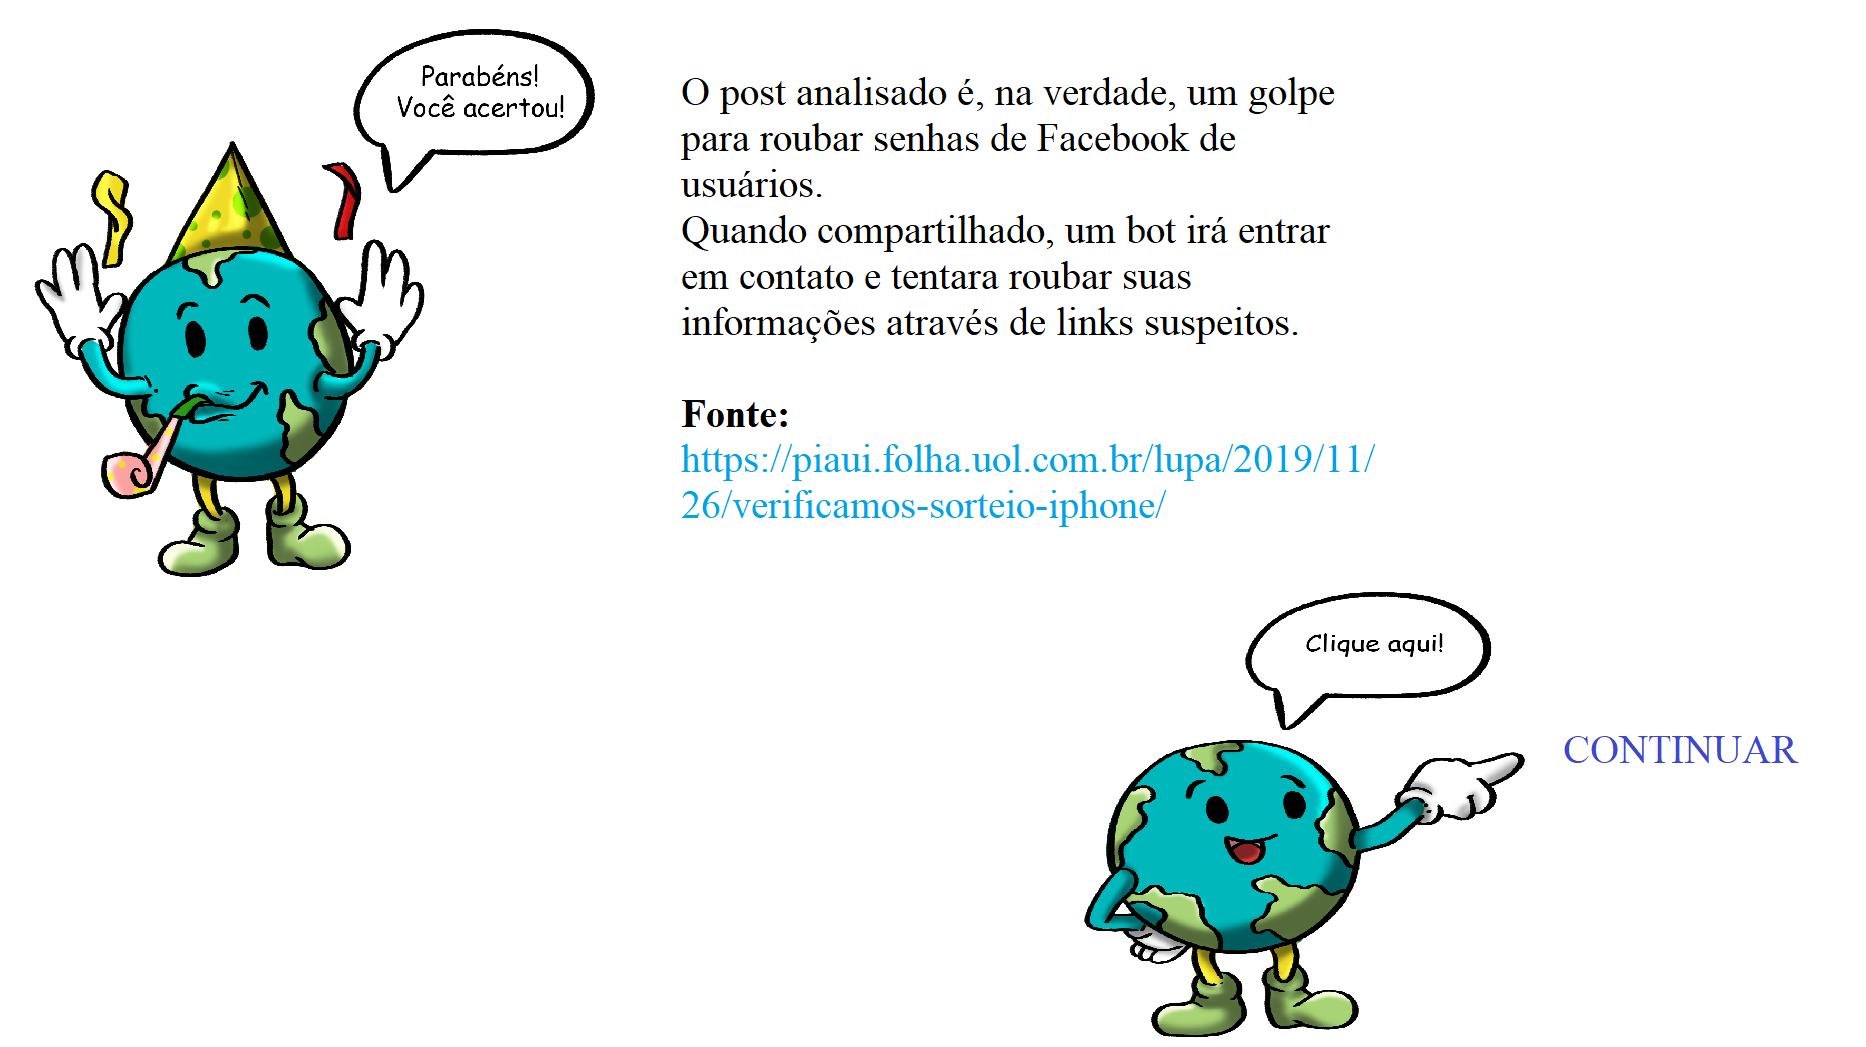 Parabéns!
Você acertou!
O post analisado é, na verdade, um golpe
para roubar senhas de Facebook de
usuários.
Quando compartilhado, um bot irá entrar
em contato e tentara roubar suas
informações através de links suspeitos.
Fonte:
https://piaui.folha.uol.com.br/lupa/2019/11/
26/verificamos-sorteio-iphone/
Clique aqui!
CONTINUAR